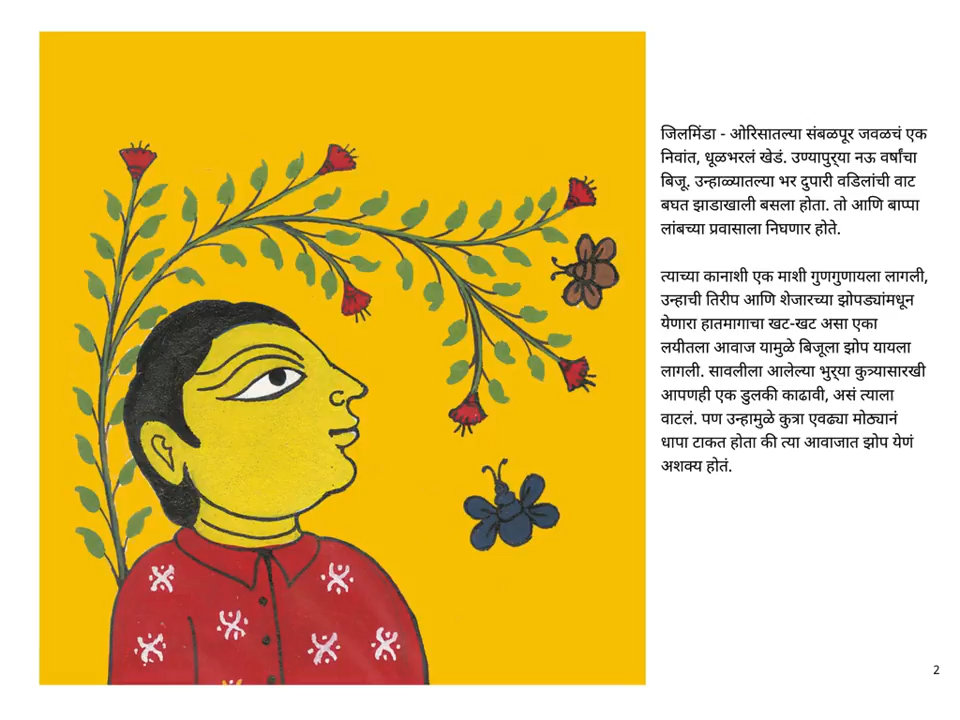 जिलमिंडा - ओरिसातल्या संबळपूर जवळचं एक
निवांत, धूळभरलं खेडं. उण्यापुऱ्या नऊ वर्षांचा
बिजू. उन्हाळ्यातल्या भर दुपारी वडिलांची वाट
बघत झाडाखाली बसला होता. तो आणि बाप्पा
लांबच्या प्रवासाला निघणार होते.
त्याच्या कानाशी एक माशी गुणगुणायला लागली,
उन्हाची तिरीप आणि शेजारच्या झोपड्यांमधून
येणारा हातमागाचा खट-खट असा एका
लयीतला आवाज यामुळे बिजूला झोप यायला
लागली. सावलीला आलेल्या भुऱ्या कुत्र्यासारखी
आपणही एक डुलकी काढावी, असं त्याला
वाटलं. पण उन्हामुळे कुत्रा एवढ्या मोठ्यानं
धापा टाकत होता की त्या आवाजात झोप येणं
अशक्य होतं.
2